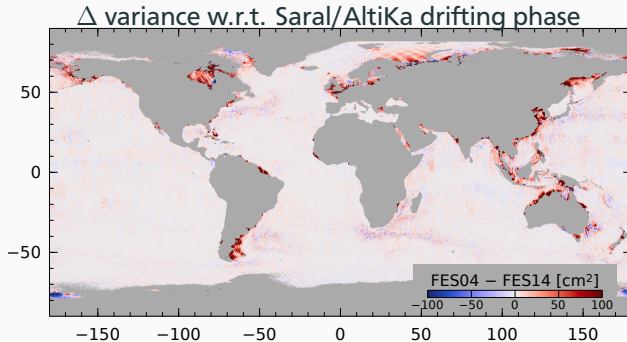 Δ variance w.r.t. Saral/AltiKa drifting phase
50
0
−50
FES04 − FES14 [cm²]
−100 −50 0 50 100
−150 −100 −50 0 50 100 150